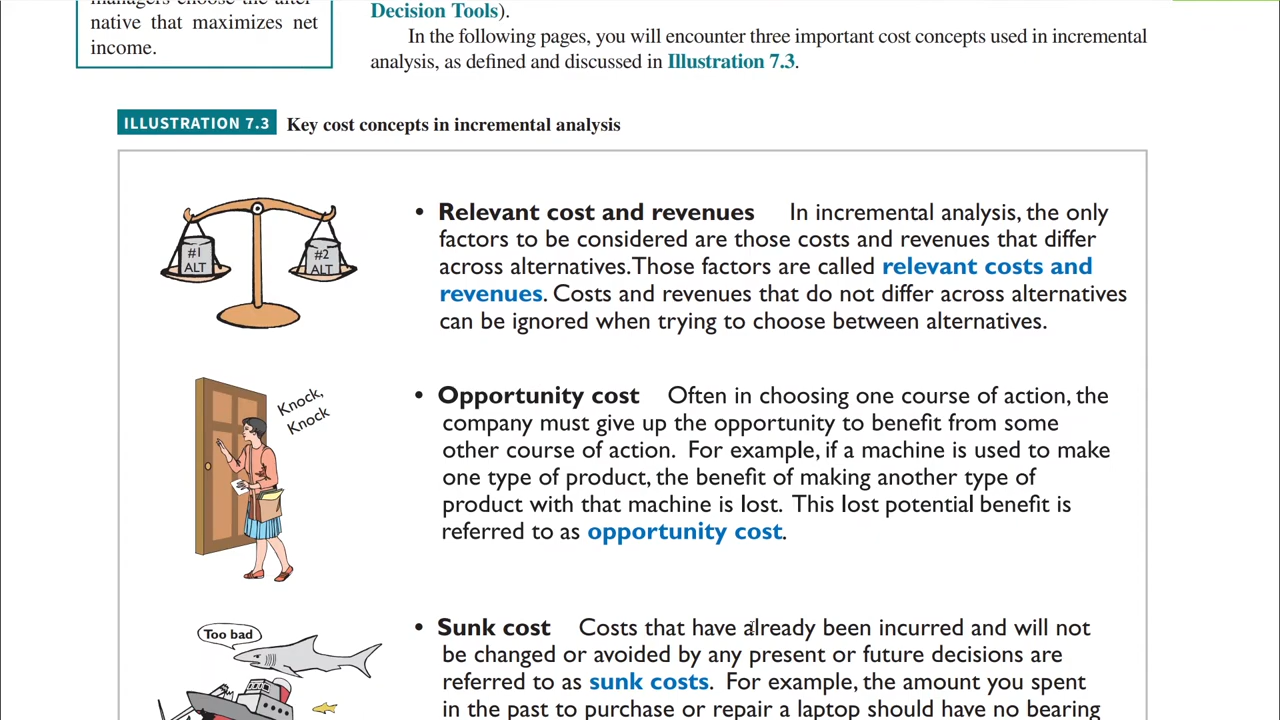 managers choose the alter-
native that maximizes net
income.
Decision Tools).
In the following pages, you will encounter three important cost concepts used in incremental
analysis, as defined and discussed in Illustration 7.3.
ILLUSTRATION 7.3 Key cost concepts in incremental analysis
#1
ALT
#2
ALT
• Relevant cost and revenues In incremental analysis, the only
factors to be considered are those costs and revenues that differ
across alternatives. Those factors are called relevant costs and
revenues. Costs and revenues that do not differ across alternatives
can be ignored when trying to choose between alternatives.
Knock,
Knock
• Opportunity cost Often in choosing one course of action, the
company must give up the opportunity to benefit from some
other course of action. For example, if a machine is used to make
one type of product, the benefit of making another type of
product with that machine is lost. This lost potential benefit is
referred to as opportunity cost.
Too bad
• Sunk cost Costs that have already been incurred and will not
be changed or avoided by any present or future decisions are
referred to as sunk costs. For example, the amount you spent
in the past to purchase or repair a laptop should have no bearing